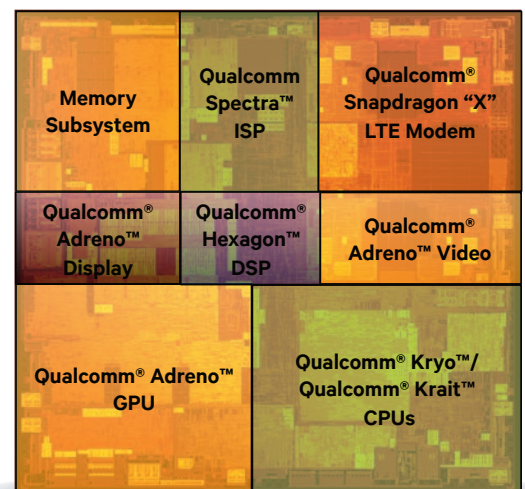 Memory
Subsystem
Qualcomm
Spectra™
ISP
Qualcomm®
Snapdragon “X”
LTE Modem
Qualcomm®
Adreno™
Display
Qualcomm®
Hexagon™
DSP
Qualcomm®
Adreno™ Video
Qualcomm® Adreno™
GPU
Qualcomm® Kryo™/
Qualcomm® Krait™
CPUs